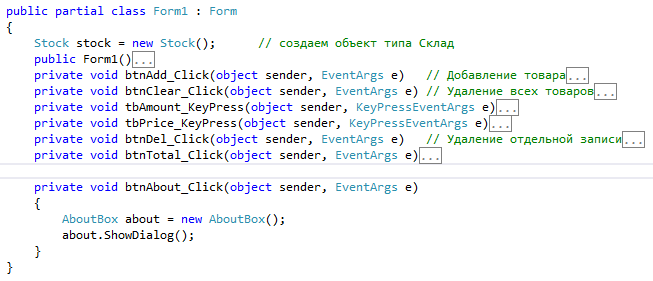 public partial class Form1 : Form
{
    Stock stock = new Stock();      // создаем объект типа Склад
    public Form1()...
    private void btnAdd_Click(object sender, EventArgs e)   // Добавление товара...
    private void btnClear_Click(object sender, EventArgs e) // Удаление всех товаров...
    private void tbAmount_KeyPress(object sender, KeyPressEventArgs e)...
    private void tbPrice_KeyPress(object sender, KeyPressEventArgs e)...
    private void btnDel_Click(object sender, EventArgs e)   // Удаление отдельной записи...
    private void btnTotal_Click(object sender, EventArgs e)...
    private void btnAbout_Click(object sender, EventArgs e)
    {
        AboutBox about = new AboutBox();
        about.ShowDialog();
    }
}